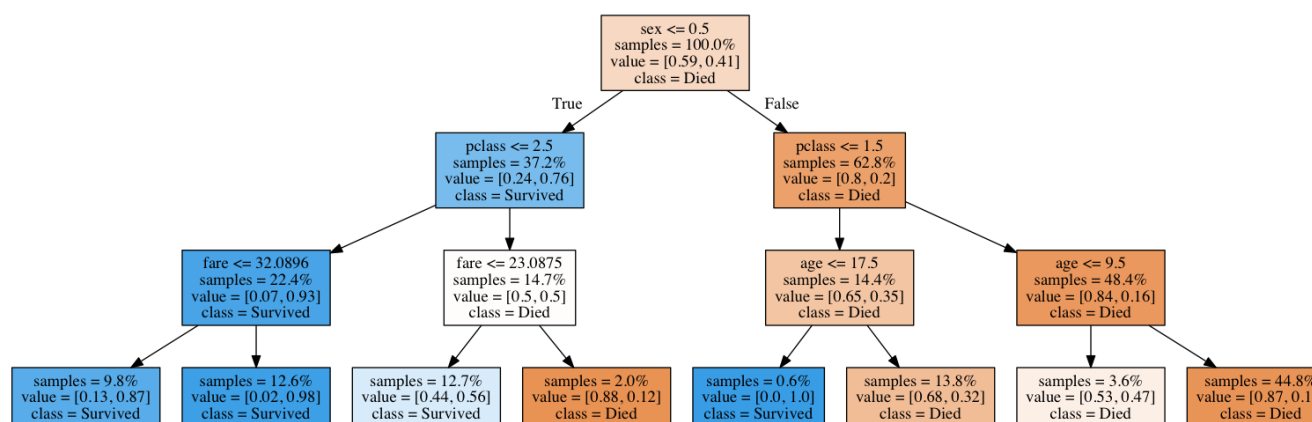 sex <= 0.5
samples = 100.0%
value = [0.59, 0.41]
class = Died
True
False
pclass <= 2.5
samples = 37.2%
value = [0.24, 0.76]
class = Survived
pclass <= 1.5
samples = 62.8%
value = [0.8, 0.2]
class = Died
fare <= 32.0896
samples = 22.4%
value = [0.07, 0.93]
class = Survived
fare <= 23.0875
samples = 14.7%
value = [0.5, 0.5]
class = Died
age <= 17.5
samples = 14.4%
value = [0.65, 0.35]
class = Died
age <= 9.5
samples = 48.4%
value = [0.84, 0.16]
class = Died
samples = 9.8%
value = [0.13, 0.87]
class = Survived
samples = 12.6%
value = [0.02, 0.98]
class = Survived
samples = 12.7%
value = [0.44, 0.56]
class = Survived
samples = 2.0%
value = [0.88, 0.12]
class = Died
samples = 0.6%
value = [0.0, 1.0]
class = Survived
samples = 13.8%
value = [0.68, 0.32]
class = Died
samples = 3.6%
value = [0.53, 0.47]
class = Died
samples = 44.8%
value = [0.87, 0.1
class = Died